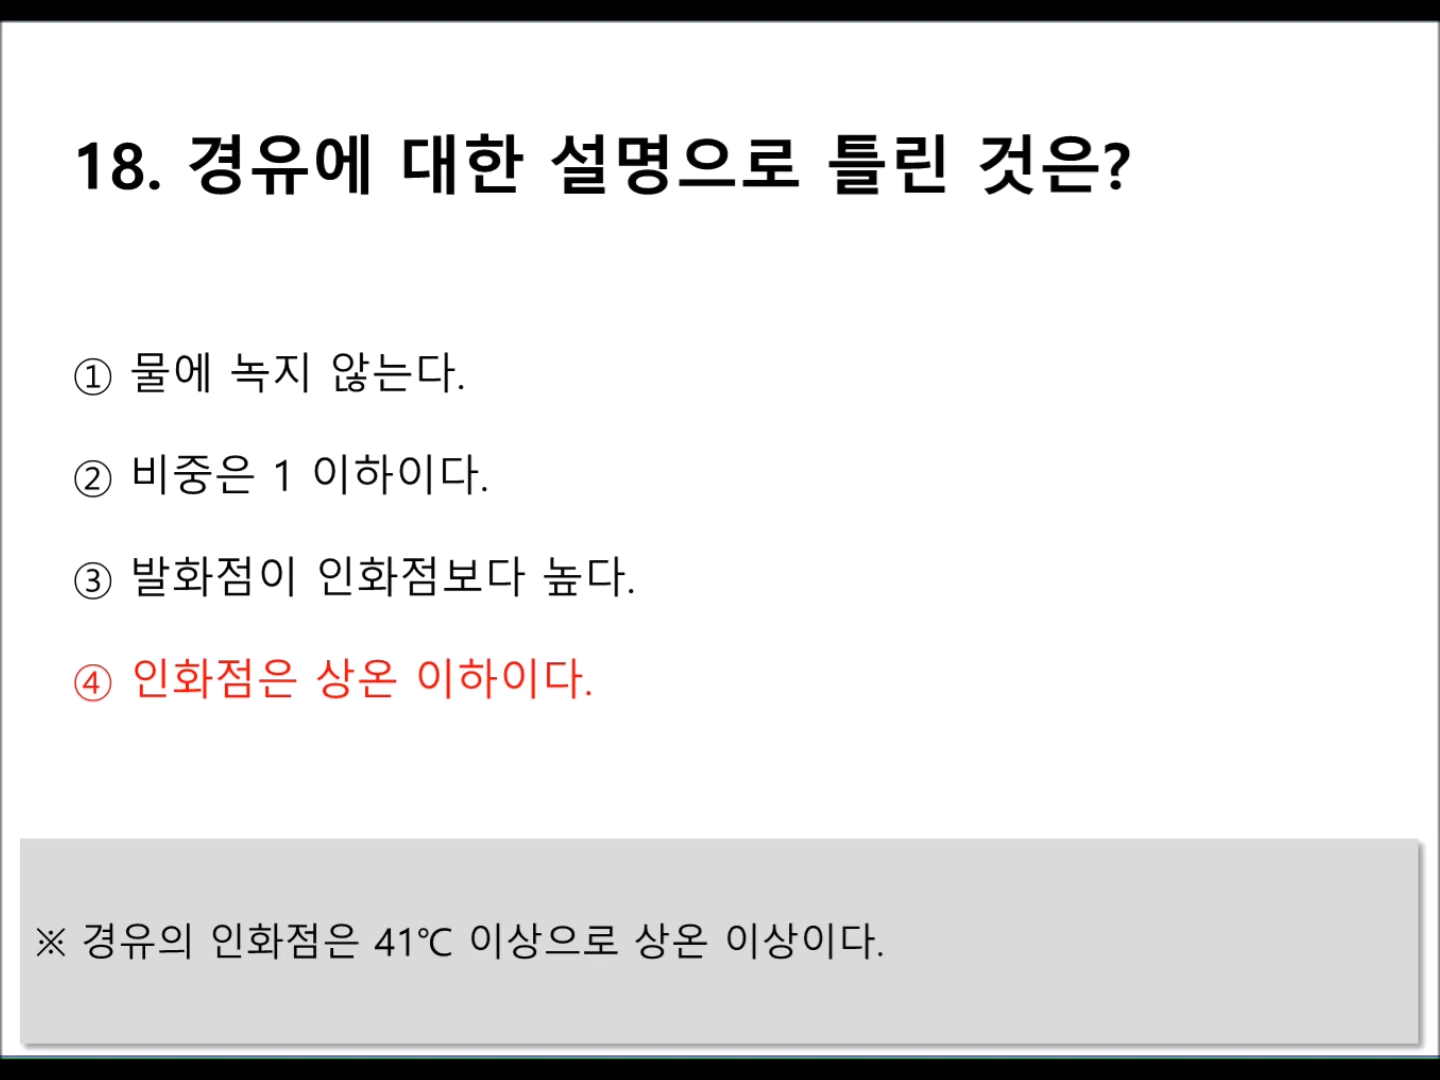 18. 경유에 대한 설명으로 틀린 것은?
① 물에 녹지 않는다.
② 비중은 1 이하이다.
③ 발화점이 인화점보다 높다.
④ 인화점은 상온 이하이다.
※ 경유의 인화점은 41℃ 이상으로 상온 이상이다.